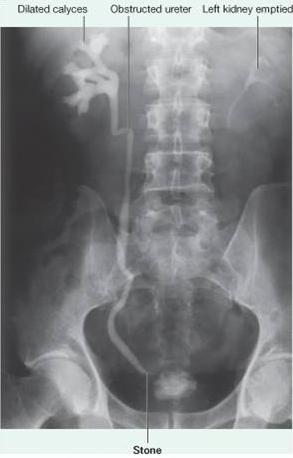 Dilated calyces Obstructed ureter Left kidney emptied
Stone